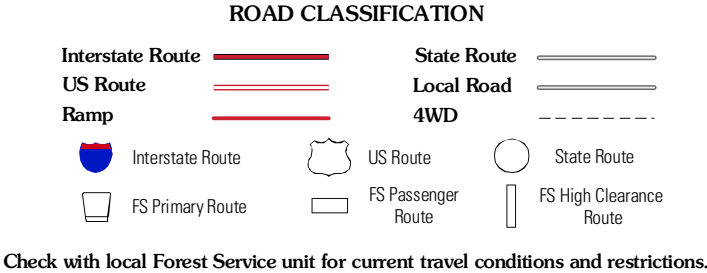 ROAD CLASSIFICATION
Interstate Route
State Route
US Route
Local Road
Ramp
4WD
Interstate Route
US Route
State Route
FS Primary Route
FS Passenger
Route
FS High Clearance
Route
Check with local Forest Service unit for current travel conditions and restrictions.